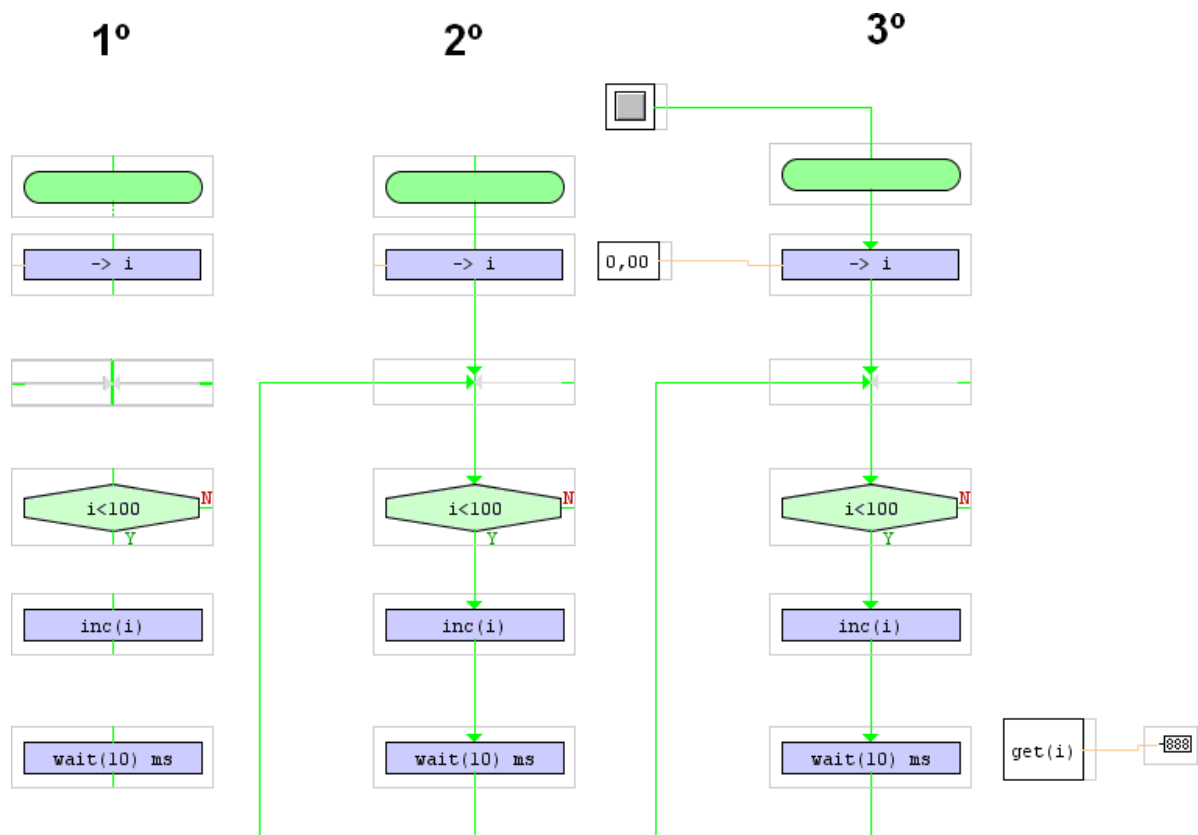 1º
2º
3º
-> i
-> i
0,00
-> i
i<100
N
Y
i<100
N
Y
i<100
N
Y
inc(i)
inc(i)
inc(i)
wait(10) ms
wait(10) ms
wait(10) ms
get(i)
888